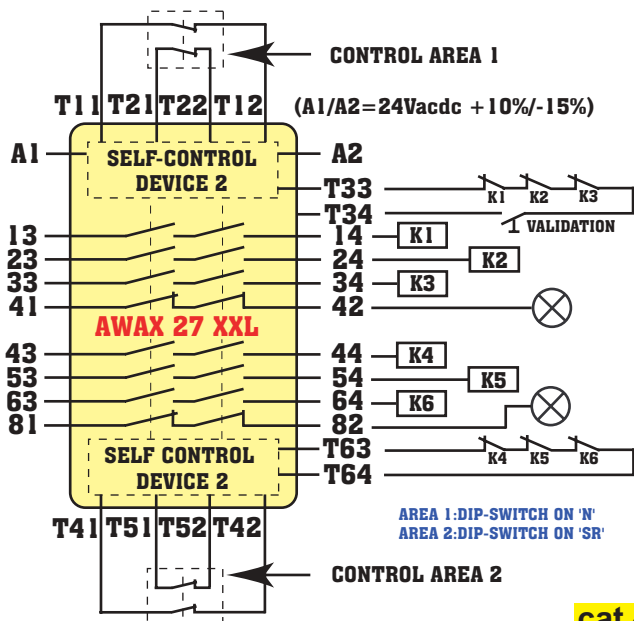 CONTROL AREA 1
T11 T21 T22 T12 (A1/A2=24Vacdc +10%/-15%)
A1 SELF-CONTROL A2
DEVICE 2
T33 K1 K2 K3
T34 VALIDATION
13 14 K1
23 24 K2
33 34 K3
41 42
AWAX 27 XXL
43 44 K4
53 54 K5
63 64 K6
81 82
SELF CONTROL T63 K4 K5 K6
DEVICE 2 T64
AREA 1:DIP-SWITCH ON 'N'
T41 T51 T52 T42 AREA 2:DIP-SWITCH ON 'SR'
CONTROL AREA 2
cat